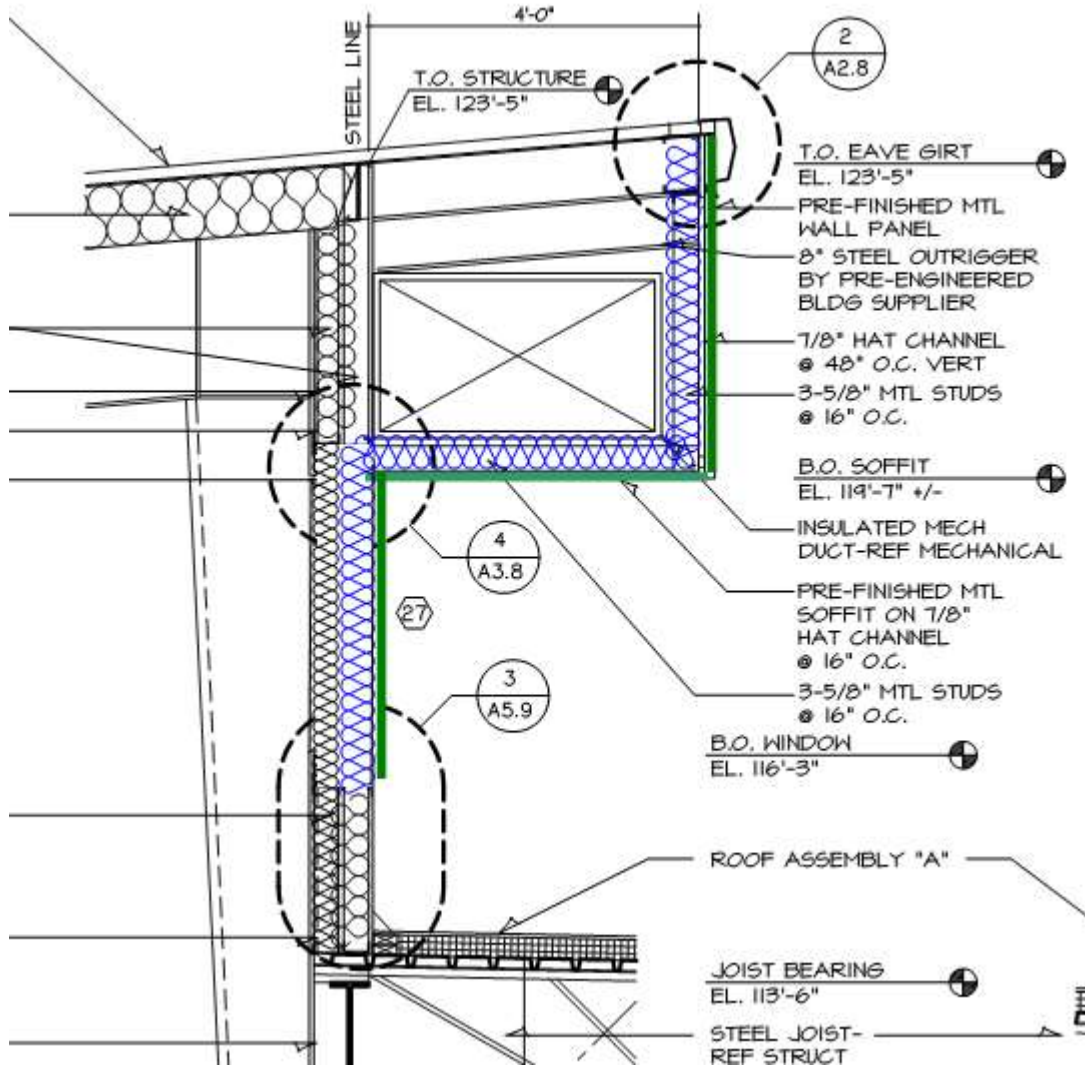 4'-0"
STEEL LINE
2
A2.8
T.O. STRUCTURE
EL. 123'-5"
T.O. EAVE GIRT
EL. 123'-5"
PRE-FINISHED MTL
WALL PANEL
8" STEEL OUTRIGGER
BY PRE-ENGINEERED
BLDG SUPPLIER
7/8" HAT CHANNEL
@ 48" O.C. VERT
3-5/8" MTL STUDS
@ 16" O.C.
B.O. SOFFIT
EL. 119'-7" +/-
INSULATED MECH
DUCT-REF MECHANICAL
4
A3.8
PRE-FINISHED MTL
SOFFIT ON 7/8"
HAT CHANNEL
@ 16" O.C.
27
3
A5.9
3-5/8" MTL STUDS
@ 16" O.C.
B.O. WINDOW
EL. 116'-3"
ROOF ASSEMBLY "A"
JOIST BEARING
EL. 113'-6"
STEEL JOIST-
REF STRUCT